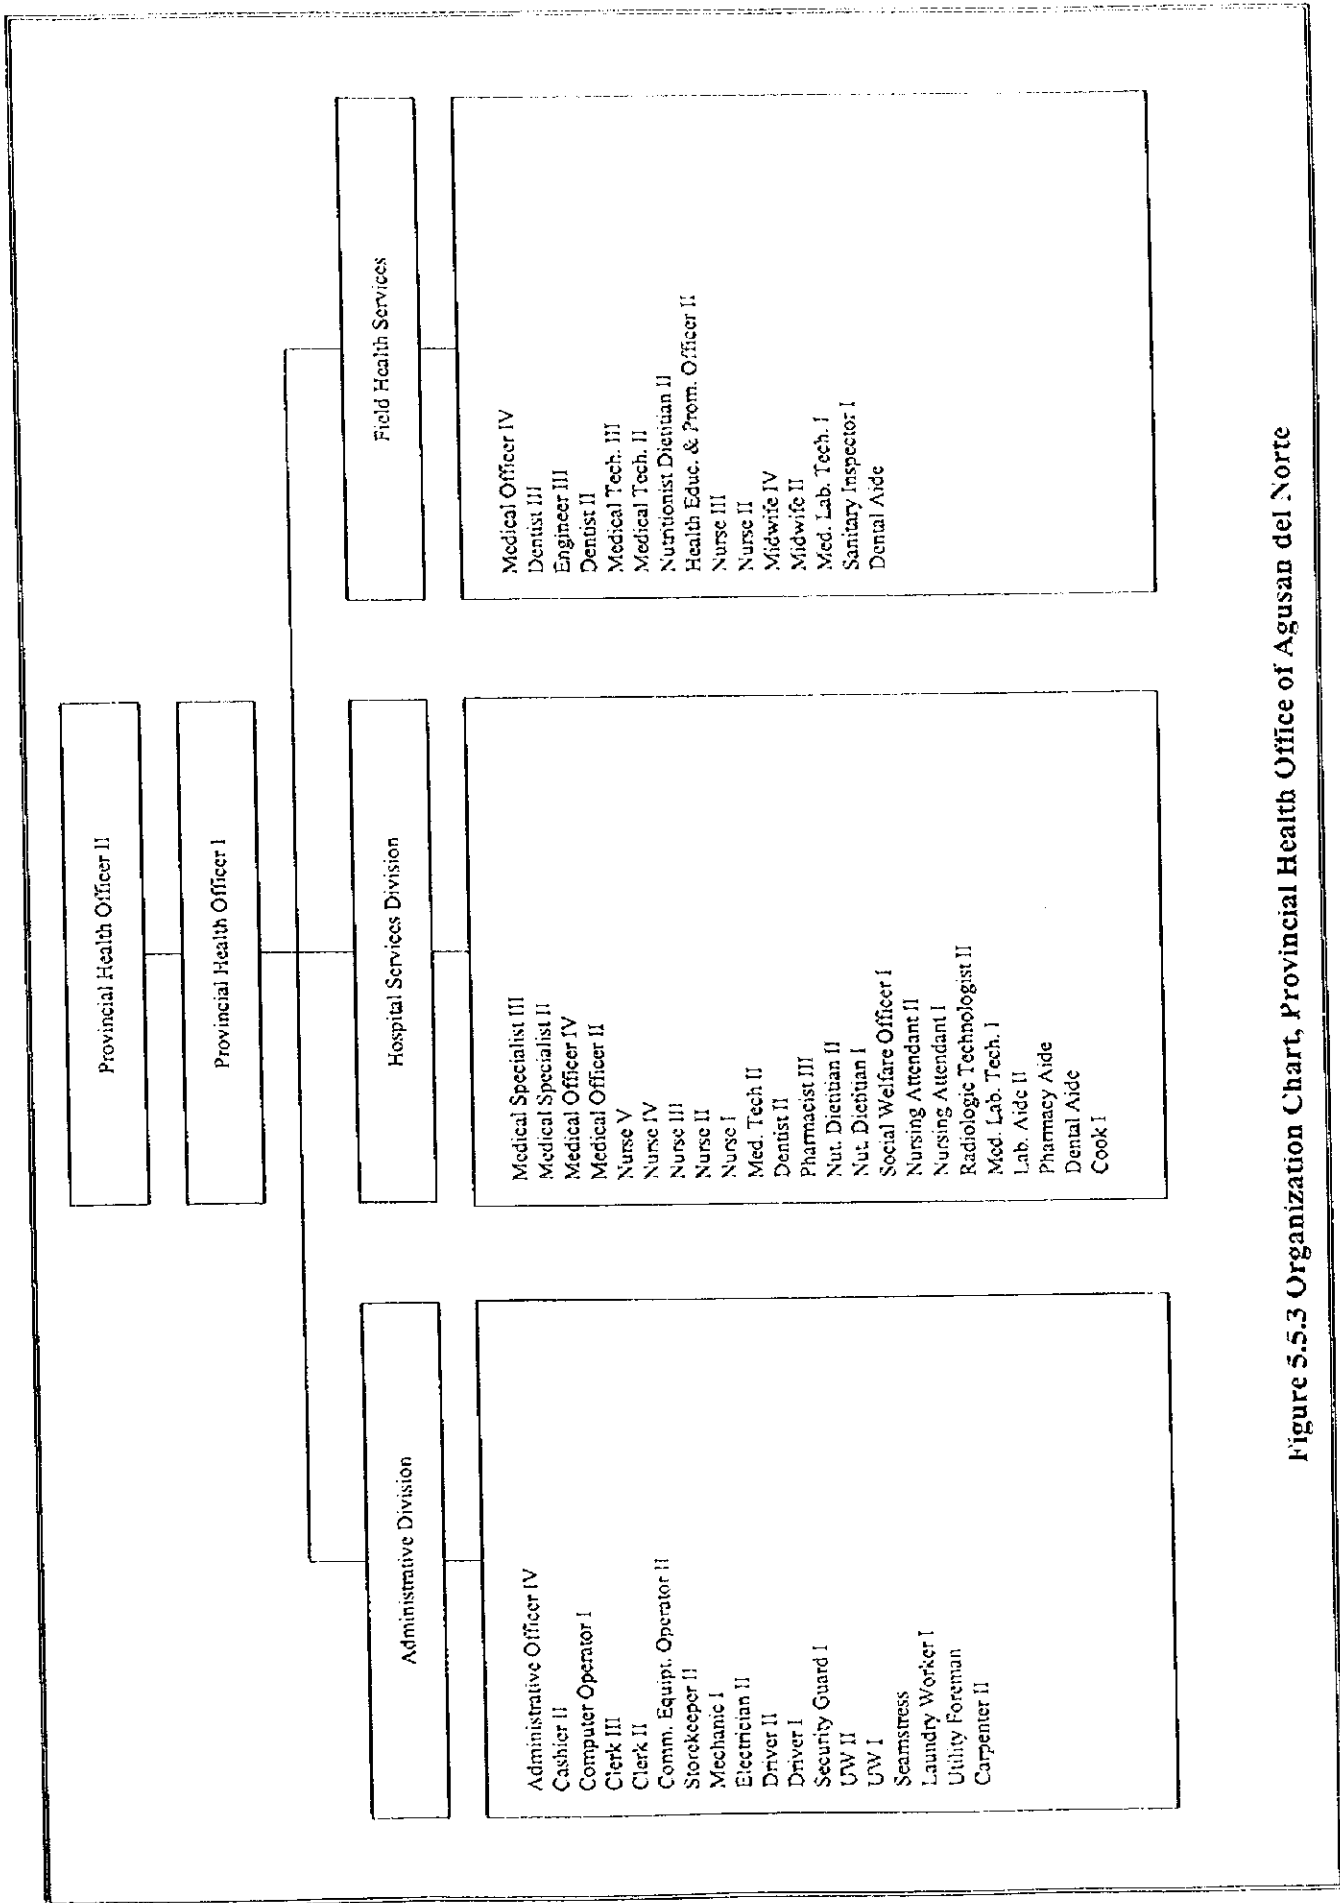 Provincial Health Officer II
Provincial Health Officer I
Administrative Division
Hospital Services Division
Field Health Services
Administrative Officer IV
Cashier II
Computer Operator I
Clerk III
Clerk II
Comm. Equipt. Operator II
Storekeeper II
Mechanic I
Electrician II
Driver II
Driver I
Security Guard I
UW II
UW I
Seamstress
Laundry Worker I
Utility Foreman
Carpenter II
Medical Specialist III
Medical Specialist II
Medical Officer IV
Medical Officer II
Nurse V
Nurse IV
Nurse III
Nurse II
Nurse I
Med. Tech II
Dentist II
Pharmacist III
Nut. Dietitian II
Nut. Dietitian I
Social Welfare Officer I
Nursing Attendant II
Nursing Attendant I
Radiologic Technologist II
Med. Lab. Tech. I
Lab. Aide II
Pharmacy Aide
Dental Aide
Cook I
Medical Officer IV
Dentist III
Engineer III
Dentist II
Medical Tech. III
Medical Tech. II
Nutritionist Dietitian II
Health Educ. & Prom. Officer II
Nurse III
Nurse II
Midwife IV
Midwife II
Med. Lab. Tech. I
Sanitary Inspector I
Dental Aide
Figure 5.5.3 Organization Chart, Provincial Health Office of Agusan del Norte